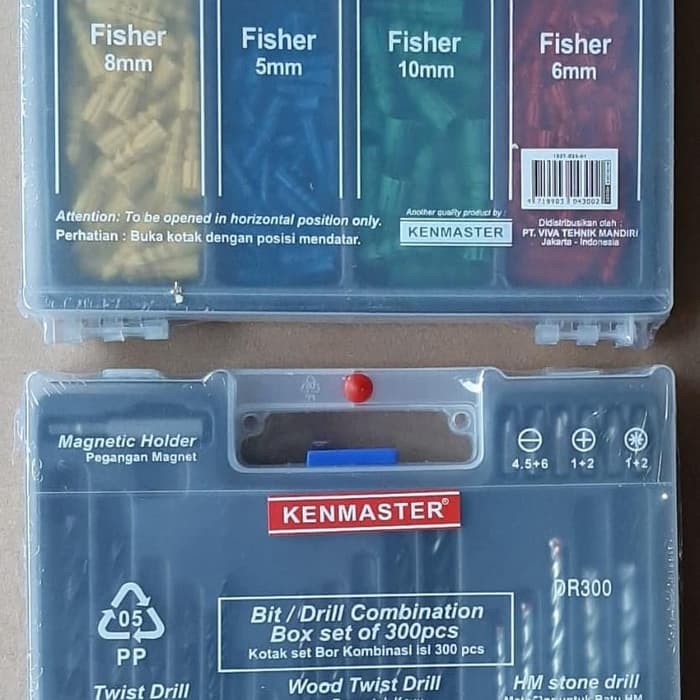 Fisher
8mm
Fisher
5mm
Fisher
10mm
Fisher
6mm
Attention: To be opened in horizontal position only.
Perhatian : Buka kotak dengan posisi mendatar.
Another quality product by :
KENMASTER
Didistribusikan oleh :
PT. VIVA TEHNIK MANDIRI
Jakarta - Indonesia
Magnetic Holder
Pegangan Magnet
4.5+6
1+2
1+2
KENMASTER®
DR300
05
PP
Bit / Drill Combination
Box set of 300pcs
Kotak set Bor Kombinasi isi 300 pcs
Twist Drill
Wood Twist Drill
HM stone drill